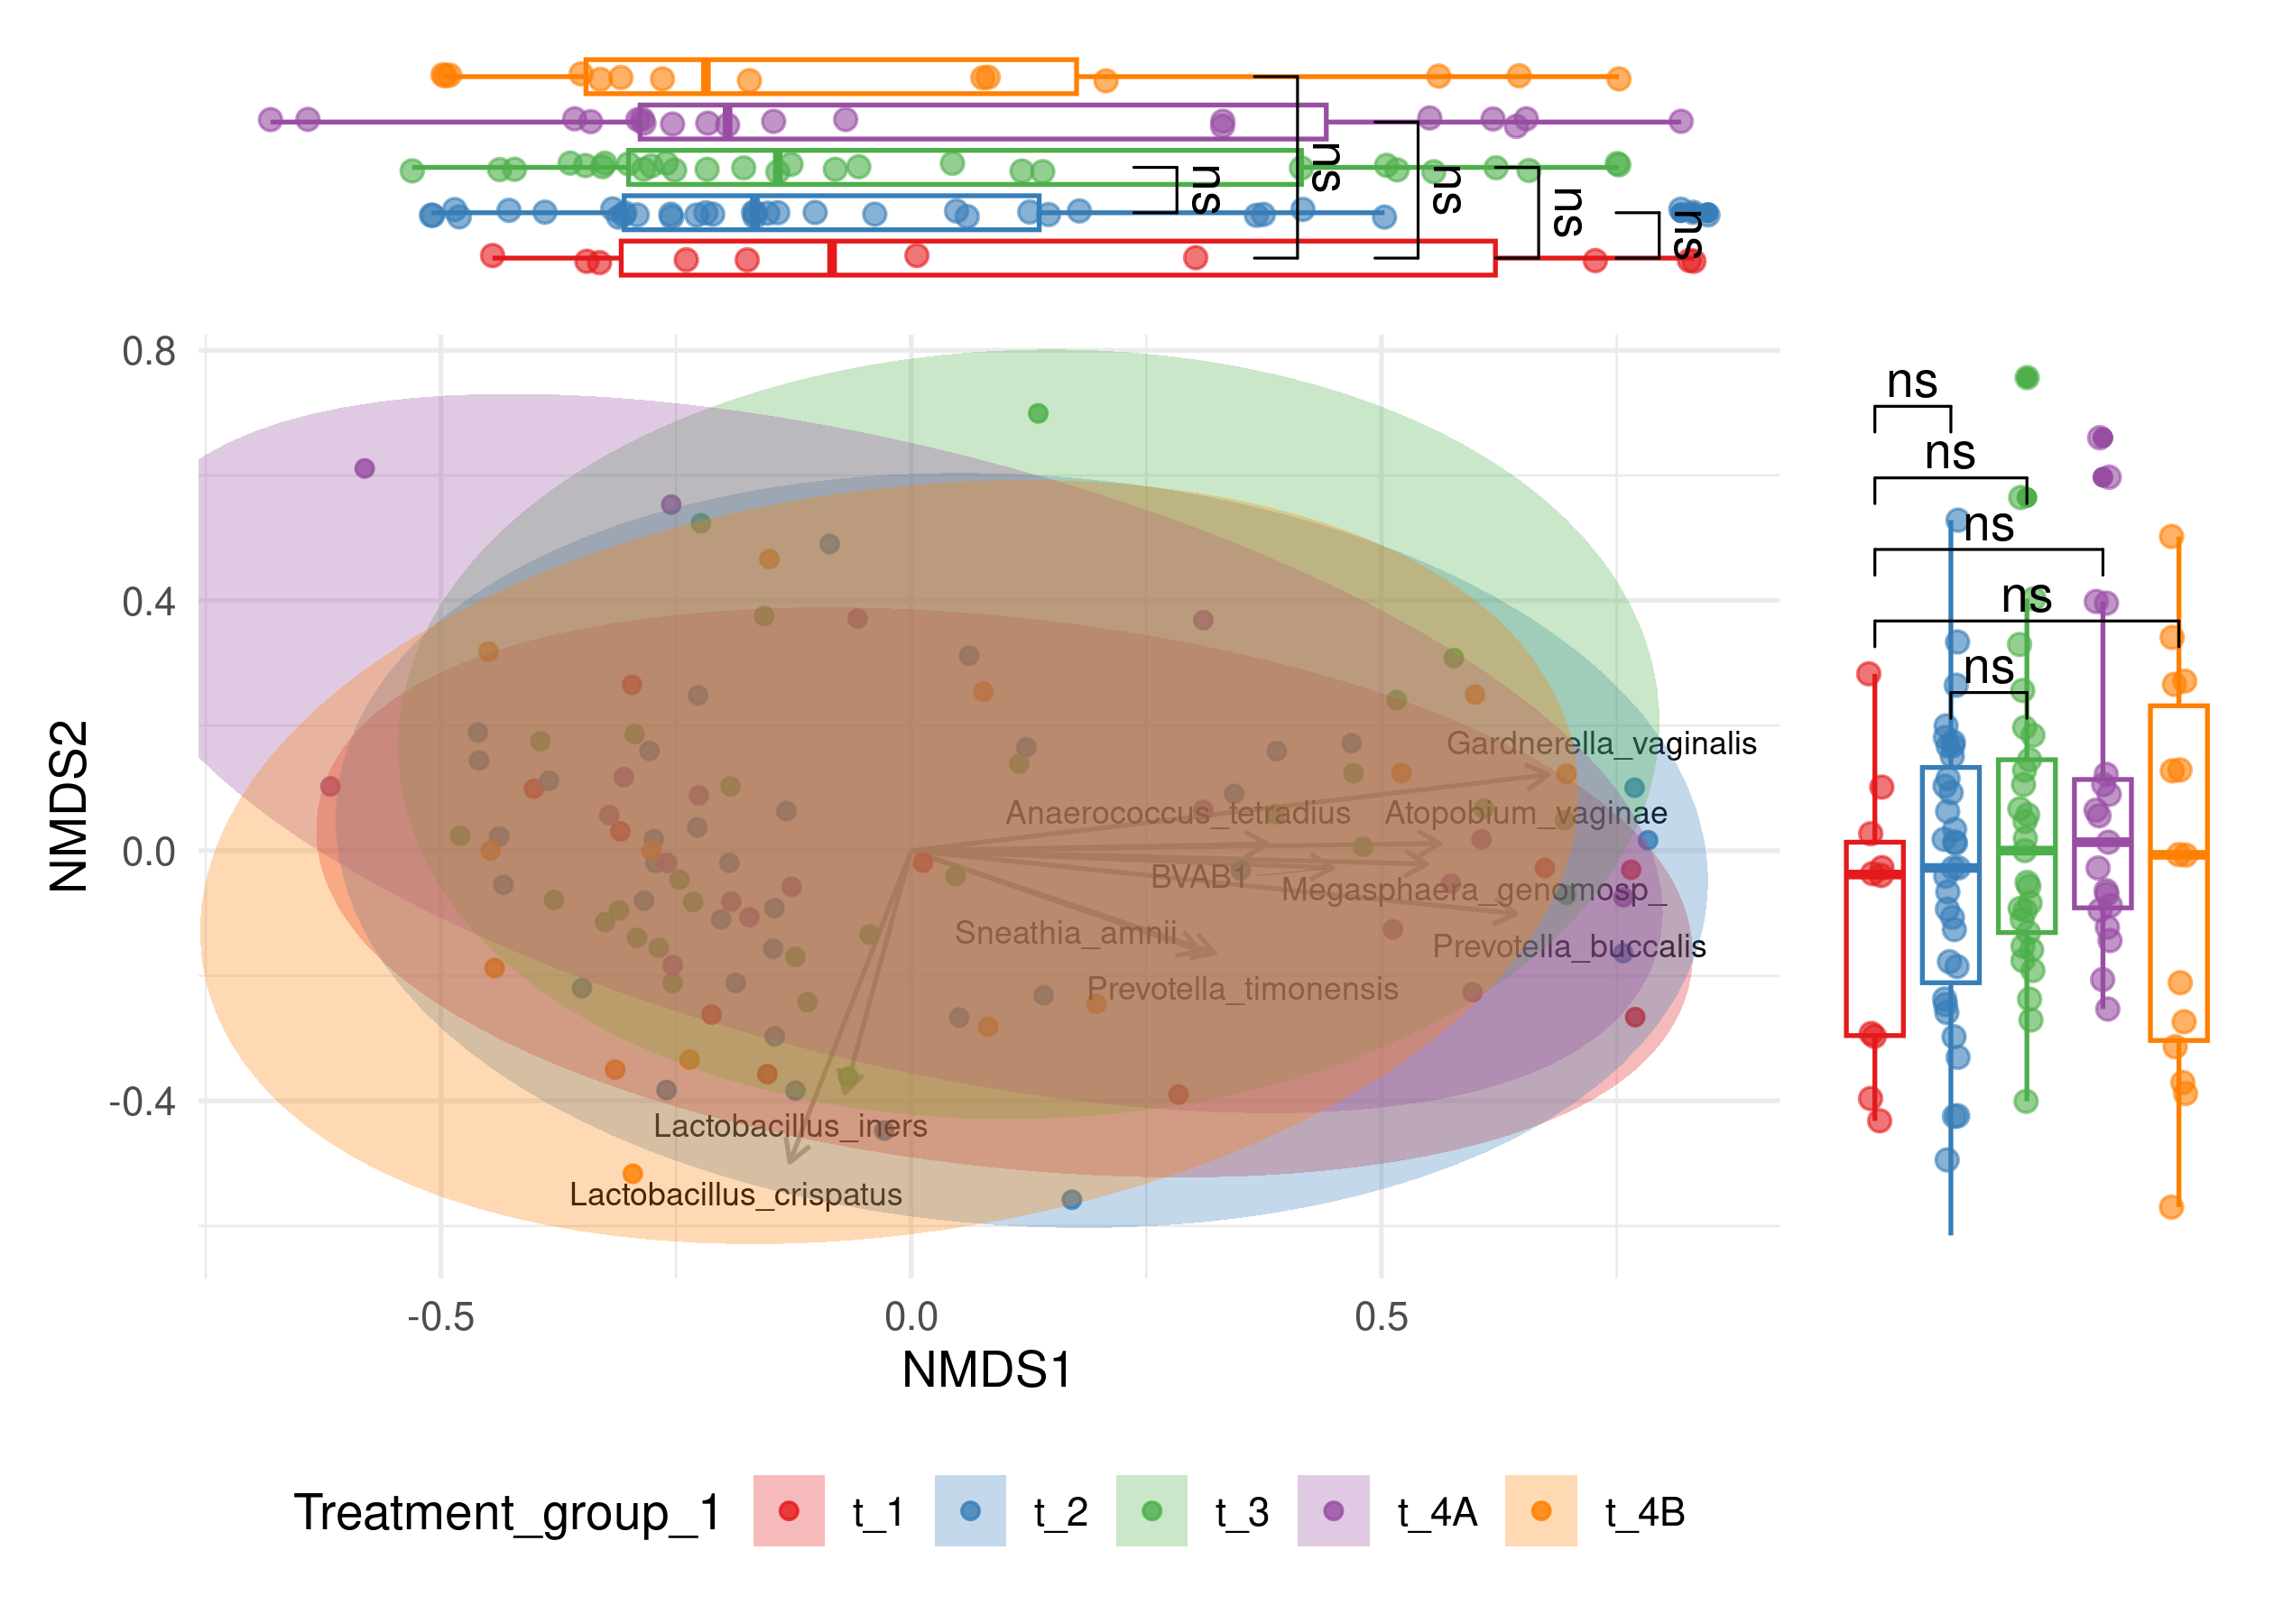 ns
ns
ns
ns
ns
0.8
0.4
0.0
-0.4
NMDS2
Gardnerella_vaginalis
Anaerococcus_tetradius
Atopobium_vaginae
BVAB1
Megasphaera_genomosp_
Sneathia_amnii
Prevotella_buccalis
Prevotella_timonensis
Lactobacillus_iners
Lactobacillus_crispatus
ns
ns
ns
ns
ns
-0.5 0.0 0.5
NMDS1
Treatment_group_1 t_1 t_2 t_3 t_4A t_4B